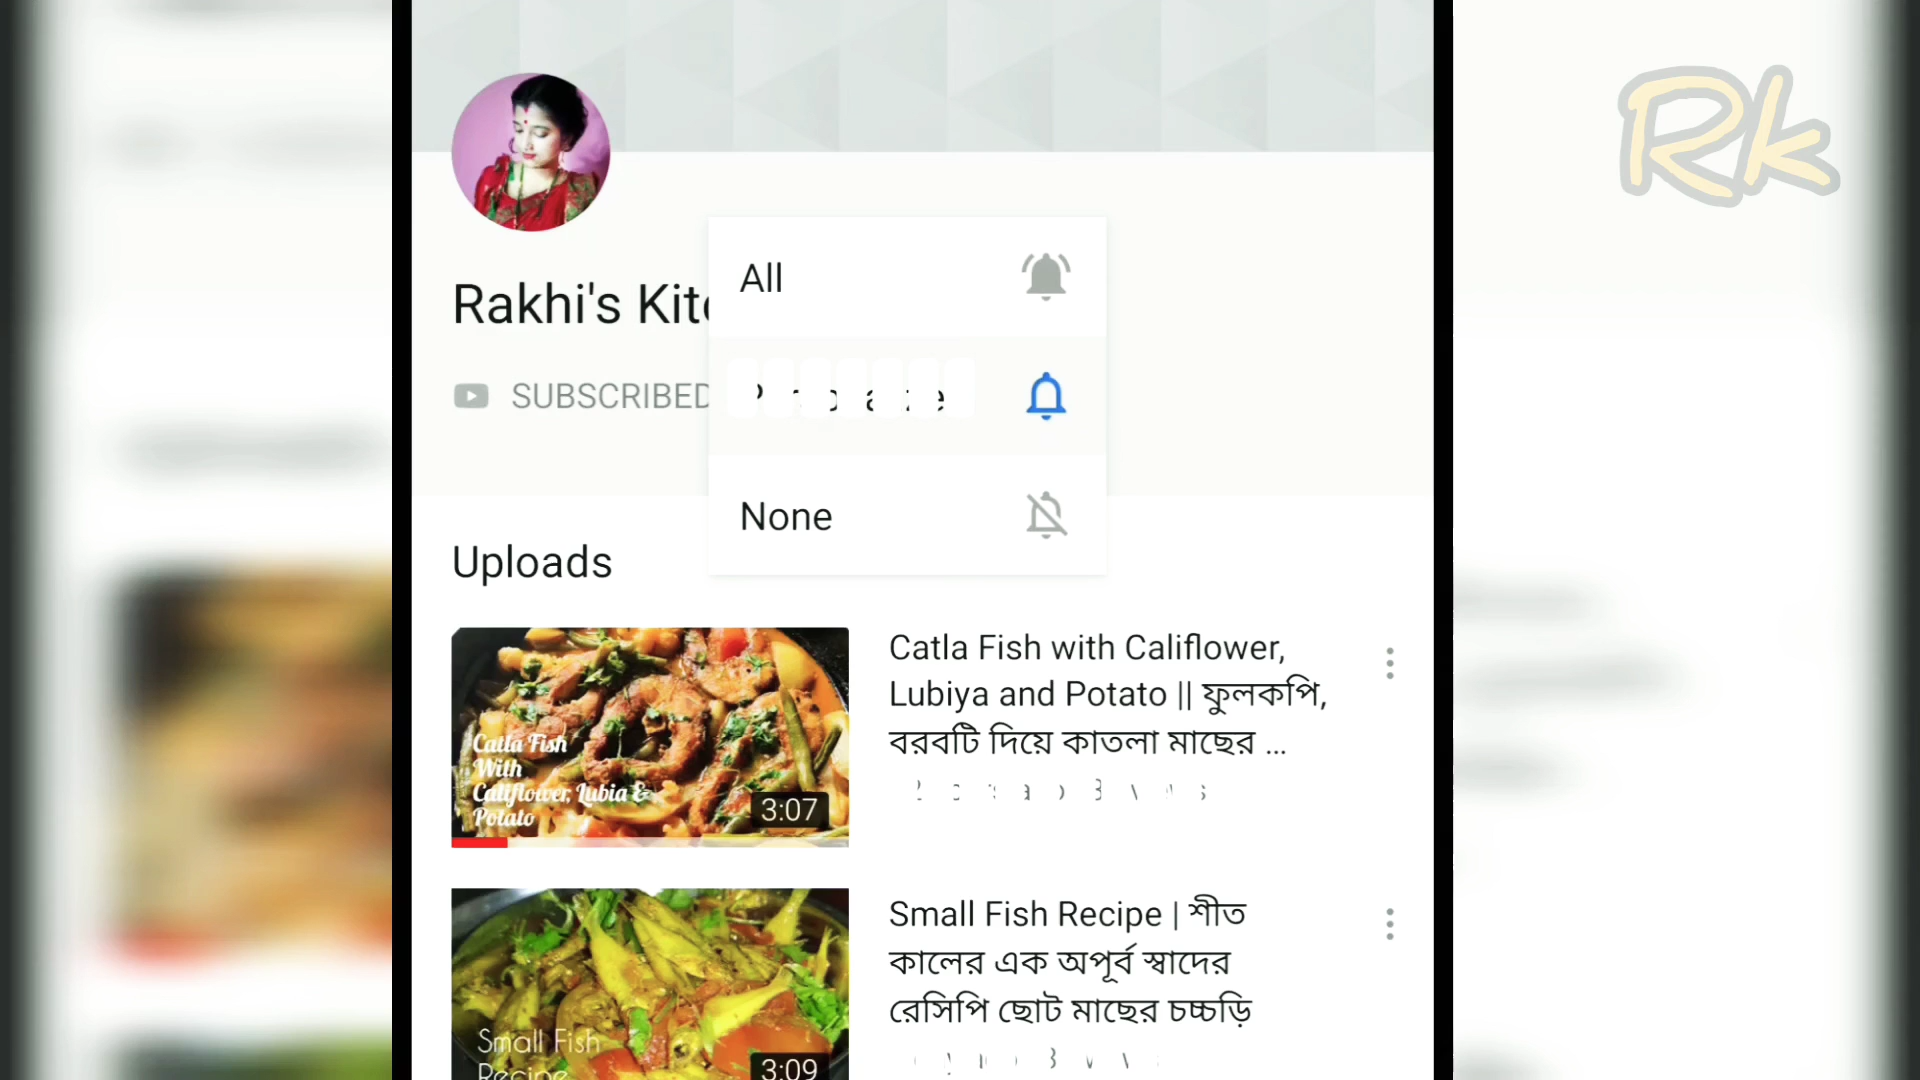 Rk
All
Rakhi's
SUBSCRIBED
None
Uploads
Catla Fish with Califlower,
Lubiya and Potato || ফুলকপি,
বরবটি দিয়ে কাতলা মাছের ...
Catla Fish
With
Califlower, Lubia &
Potato
3:07
Small Fish Recipe | শীত
কালের এক অপূর্ব স্বাদের
রেসিপি ছোট মাছের চচ্চড়ি
Small Fish
Recipe
3:09